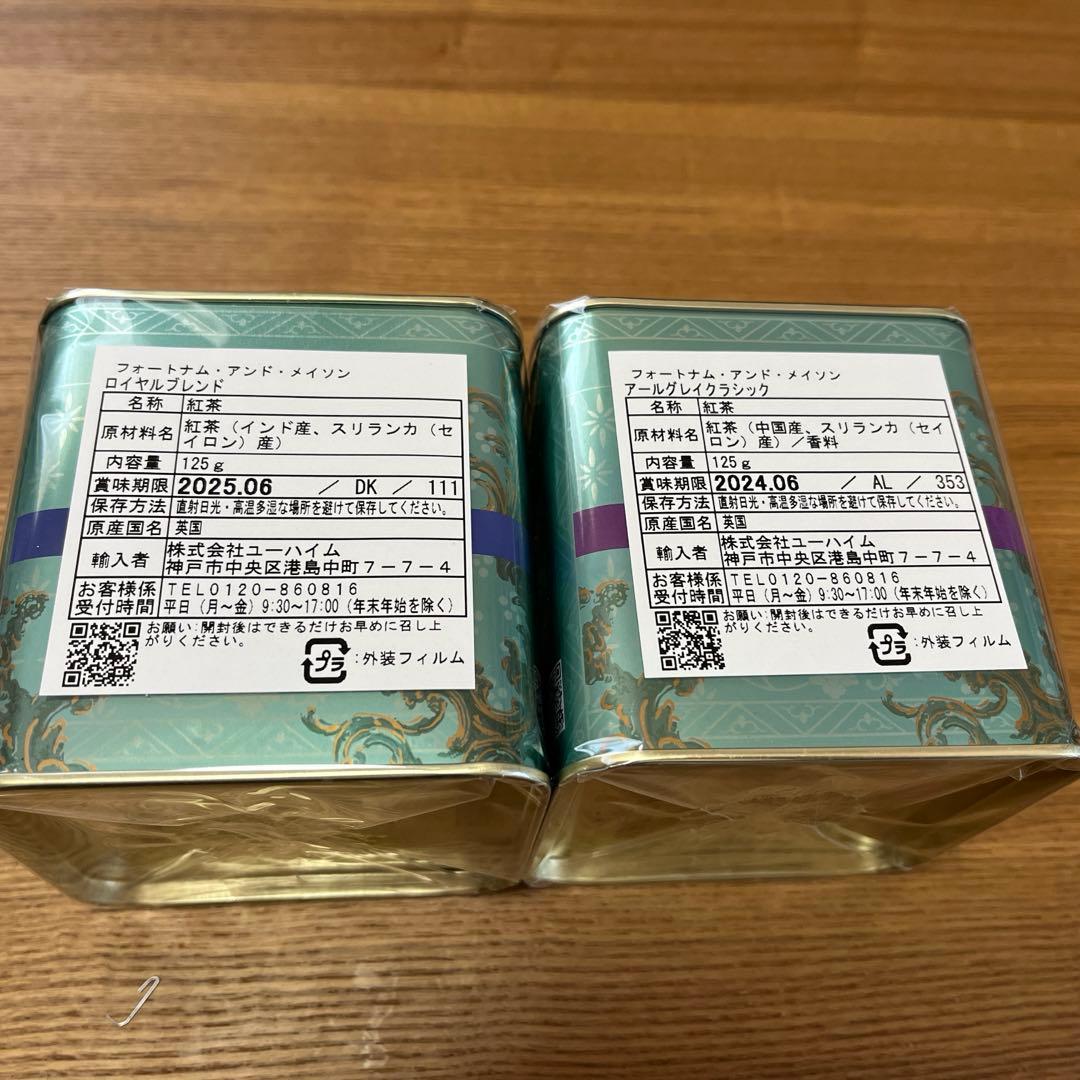 フォートナム・アンド・メイソン
ロイヤルブレンド
名称 紅茶
原材料名 紅茶（インド産、スリランカ（セ
イロン）産）
内容量 125g
賞味期限 2025.06 ／ DK ／ 111
保存方法 直射日光・高温多湿な場所を避けて保存してください。
原産国名 英国
輸入者 株式会社ユーハイム
神戸市中央区港島中町７－７－４
お客様係 TEL0120-860816
受付時間 平日（月～金）9:30～17:00（年末年始を除く）
お願い:開封後はできるだけお早めに召し上
がりください。
プラ :外装フィルム
フォートナム・アンド・メイソン
アールグレイクラシック
名称 紅茶
原材料名 紅茶（中国産、スリランカ（セイ
ロン）産）／香料
内容量 125g
賞味期限 2024.06 ／ AL ／ 353
保存方法 直射日光・高温多湿な場所を避けて保存してください。
原産国名 英国
輸入者 株式会社ユーハイム
神戸市中央区港島中町７－７－４
お客様係 TEL0120-860816
受付時間 平日（月～金）9:30～17:00（年末年始を除く）
お願い:開封後はできるだけお早めに召し上
がりください。
プラ :外装フィルム